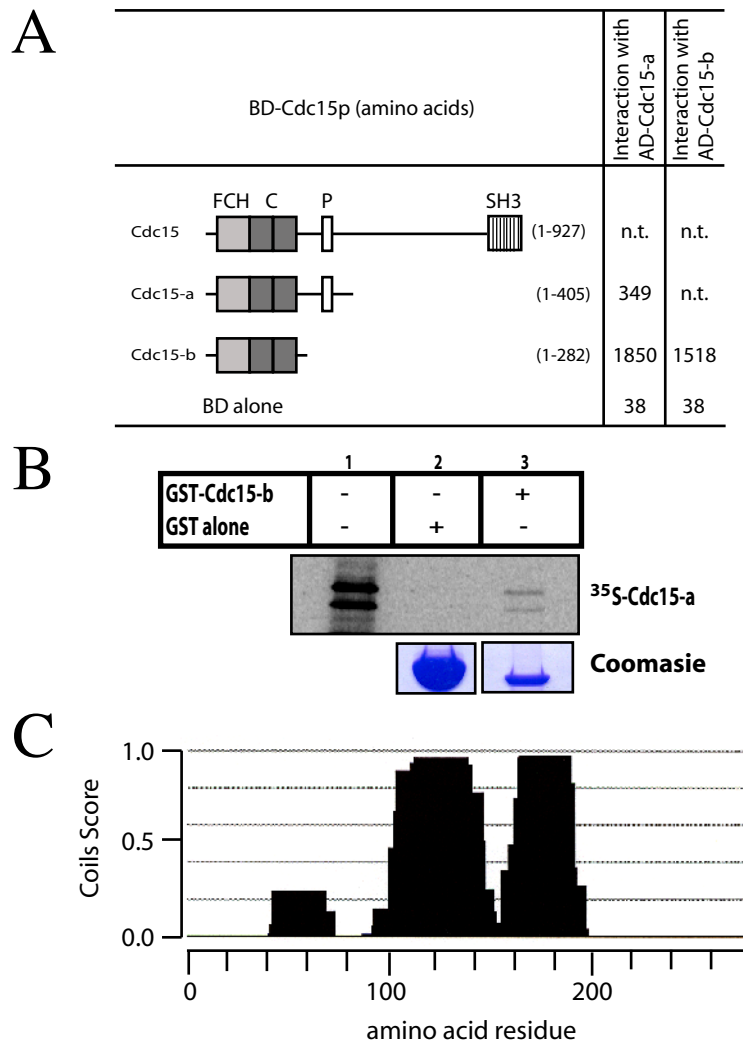 A
BD-Cdc15p (amino acids)
Interaction with AD-Cdc15-a
Interaction with AD-Cdc15-b
FCH C P SH3
Cdc15 (1-927) n.t. n.t.
Cdc15-a (1-405) 349 n.t.
Cdc15-b (1-282) 1850 1518
BD alone 38 38
B
1 2 3
GST-Cdc15-b - - +
GST alone - + -
35S-Cdc15-a
Coomasie
C
1.0
0.5
0.0
Coils Score
0 100 200
amino acid residue